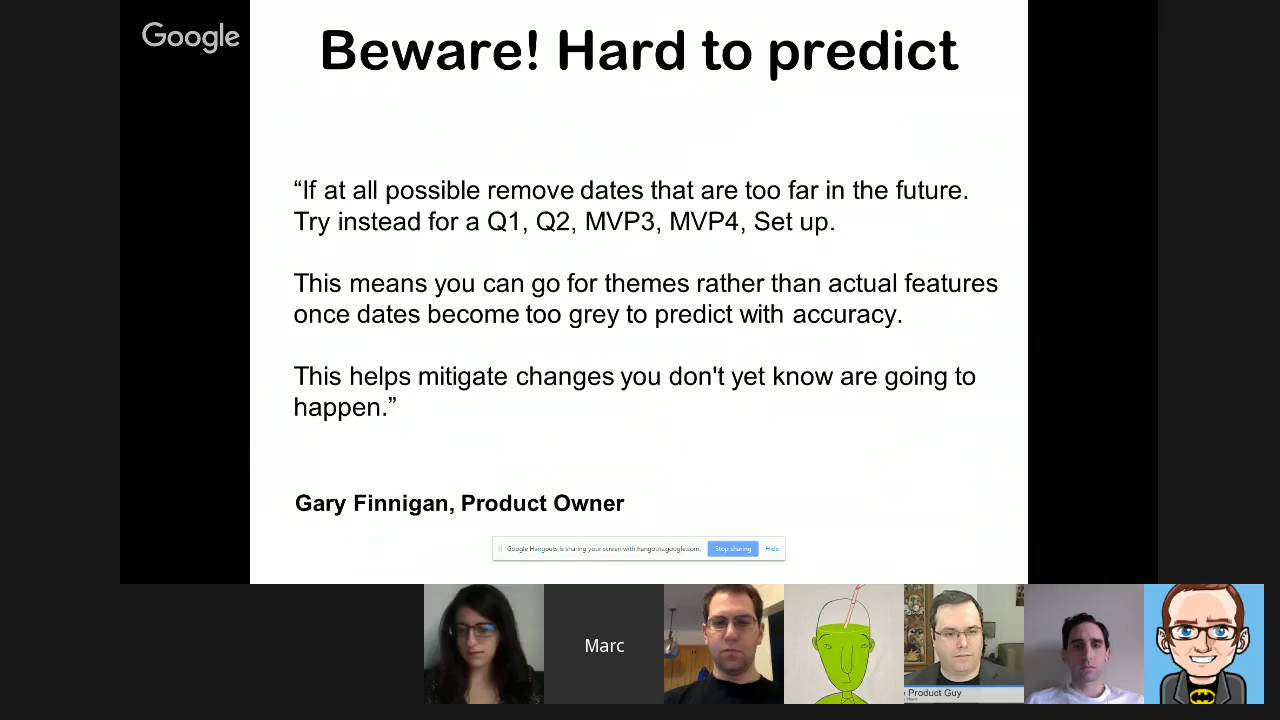 Google
Beware! Hard to predict
“If at all possible remove dates that are too far in the future.
Try instead for a Q1, Q2, MVP3, MVP4, Set up.
This means you can go for themes rather than actual features
once dates become too grey to predict with accuracy.
This helps mitigate changes you don't yet know are going to
happen.”
Gary Finnigan, Product Owner
Google Hangouts is sharing your screen with hangouts.google.com. Stop sharing Hide
Marc
Product Guy